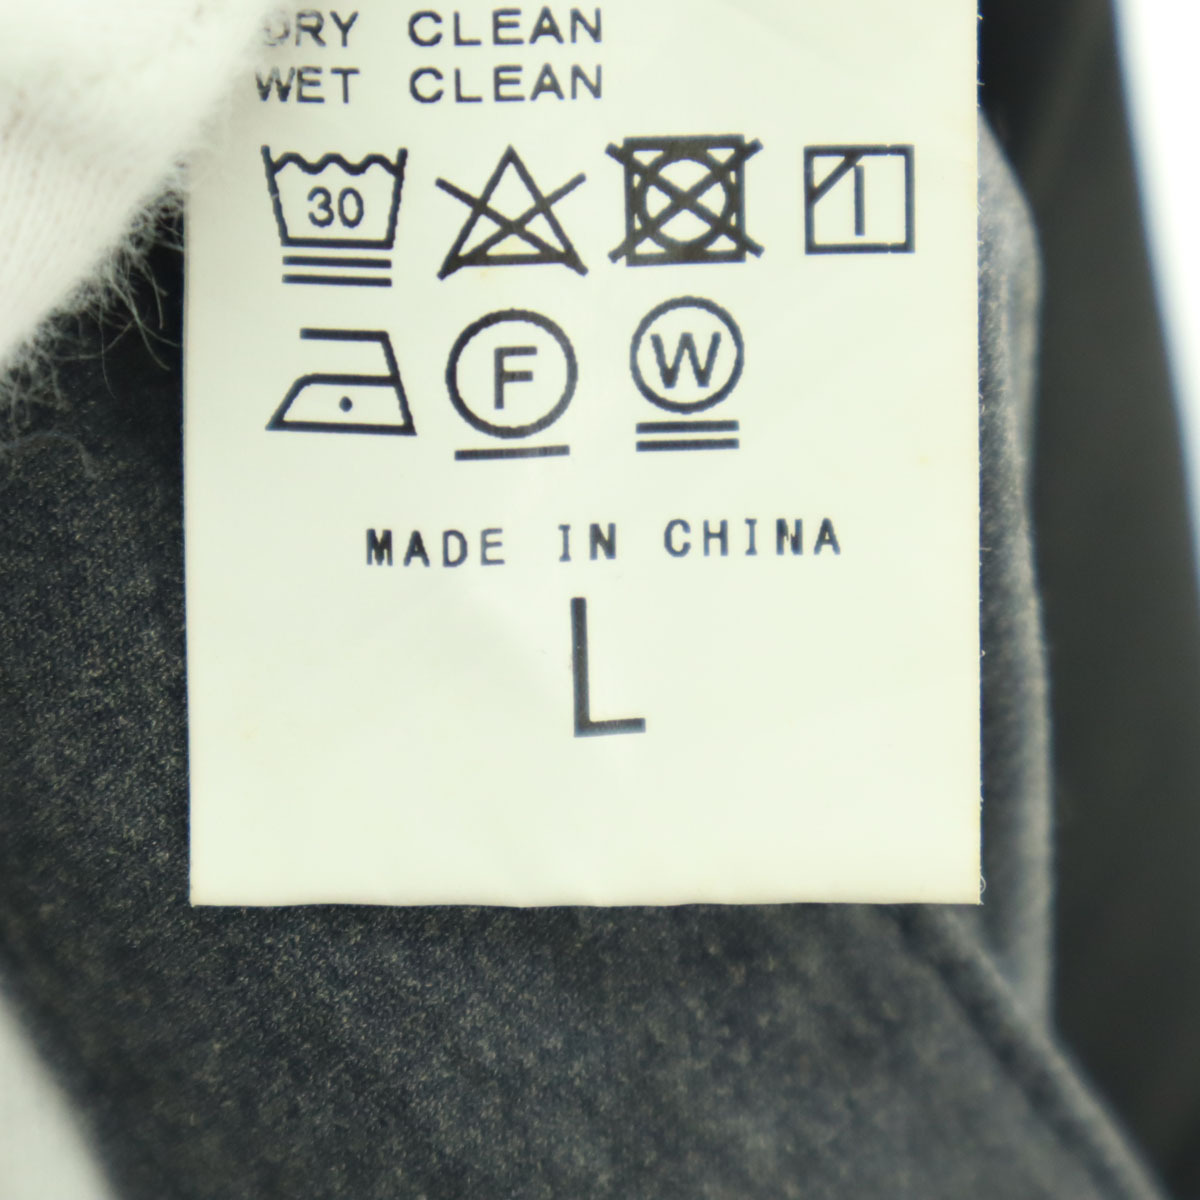 DRY CLEAN
WET CLEAN
30
F W
MADE IN CHINA
L